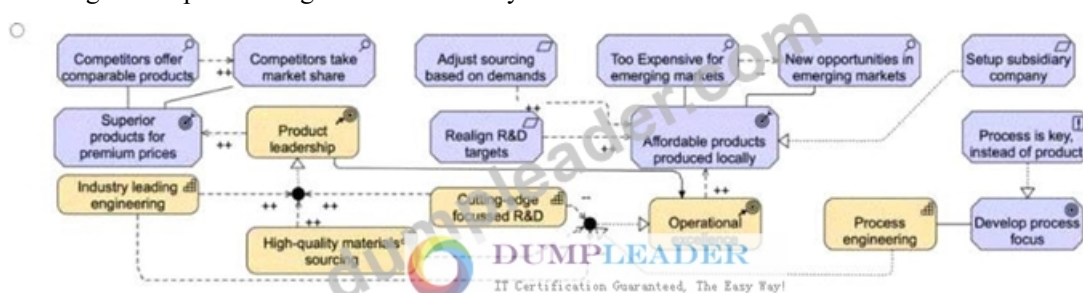 Competitors offer
comparable products
Competitors take
market share
++
Adjust sourcing
based on demands
Too Expensive for
emerging markets
--
New opportunities in
emerging markets
Setup subsidiary
company
Superior
products for
premium prices
++
Product
leadership
++
Realign R&D
targets
++
Affordable products
produced locally
Process is key,
instead of product
Industry leading
engineering
++
++
++
Cutting-edge
focussed R&D
--
++
Operational
Process
engineering
Develop process
focus
High-quality materials
sourcing
dumpleader.com
DUMPLEADER
IT Certification Guaranteed, The Easy Way!